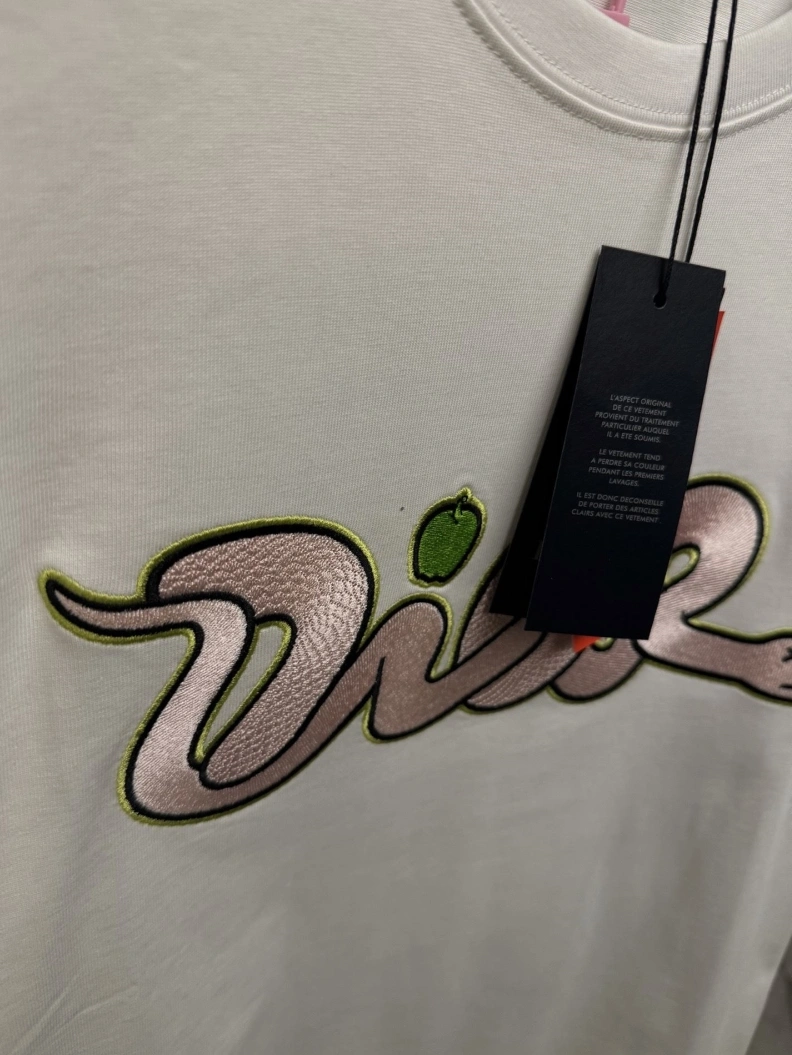 L'ASPECT ORIGINAL
DE CE VETEMENT
PROVIENT DU TRAITEMENT
PARTICULIER AUQUEL
IL A ETE SOUMIS.
LE VETEMENT TEND
A PERDRE SA COULEUR
PENDANT LES PREMIERS
LAVAGES.
IL EST DONC DECONSEILLE
DE PORTER DES ARTICLES
CLAIRS AVEC CE VETEMENT.